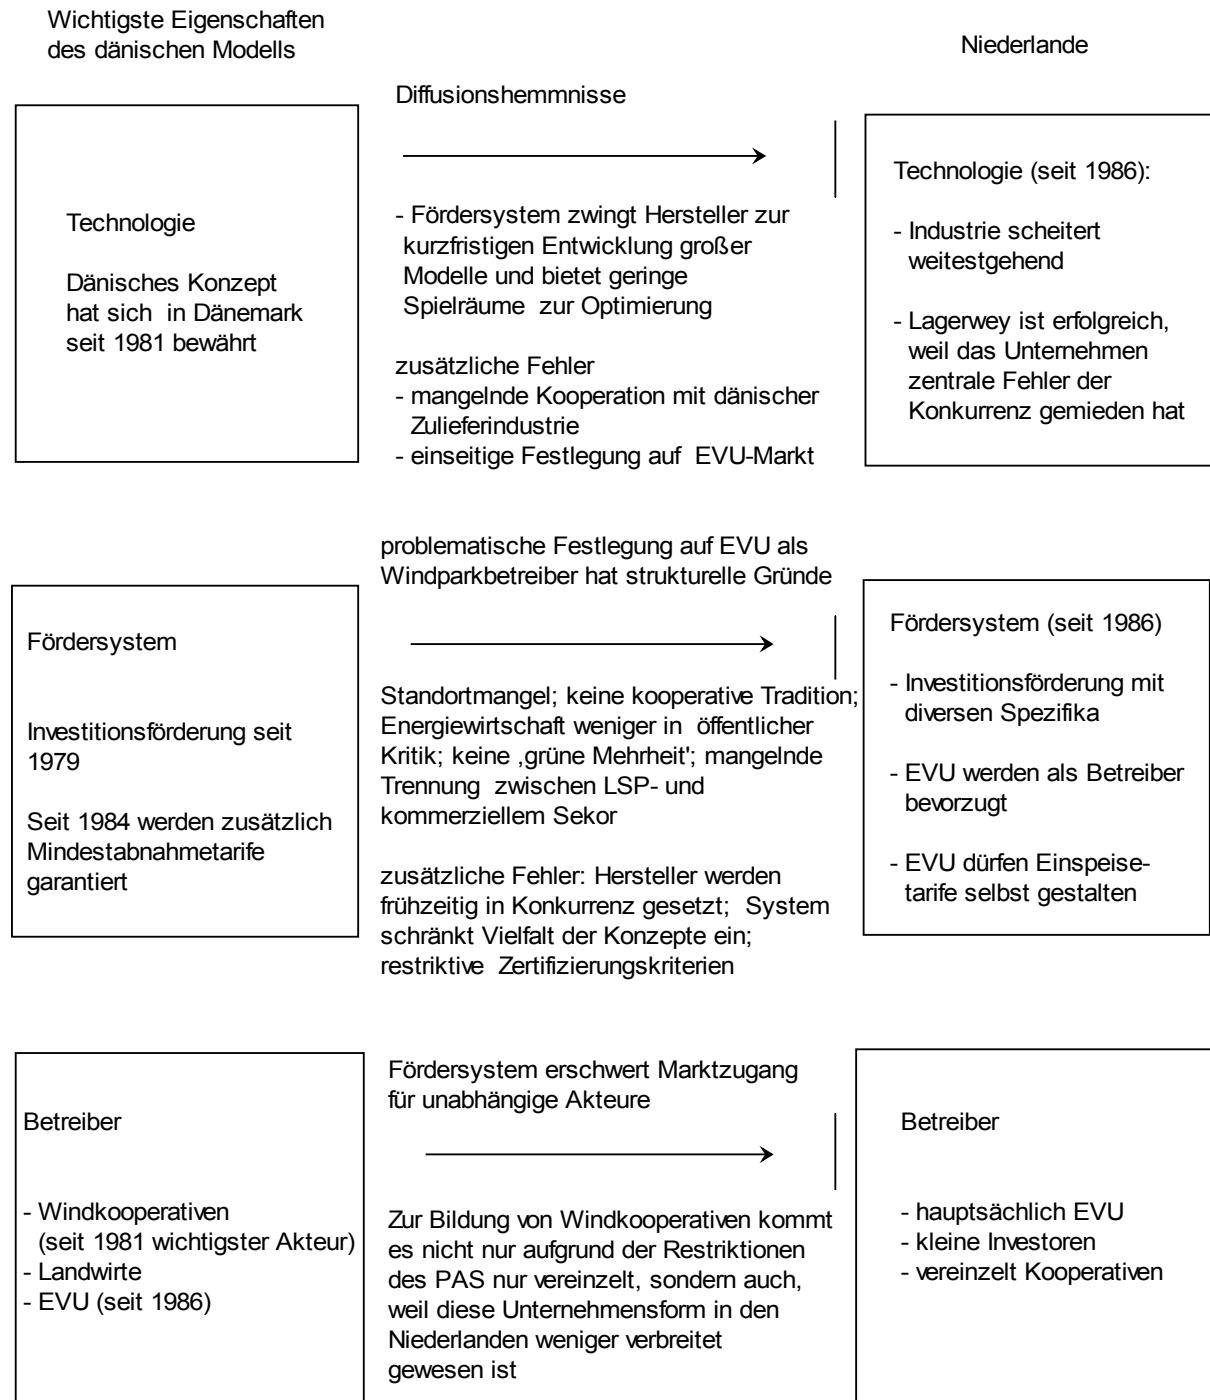 Wichtigste Eigenschaften
des dänischen Modells
Niederlande
Diffusionshemmnisse
Technologie
Dänisches Konzept
hat sich in Dänemark
seit 1981 bewährt
- Fördersystem zwingt Hersteller zur
kurzfristigen Entwicklung großer
Modelle und bietet geringe
Spielräume zur Optimierung
zusätzliche Fehler
- mangelnde Kooperation mit dänischer
Zulieferindustrie
- einseitige Festlegung auf EVU-Markt
Technologie (seit 1986):
- Industrie scheitert
weitestgehend
- Lagerwey ist erfolgreich,
weil das Unternehmen
zentrale Fehler der
Konkurrenz gemieden hat
problematische Festlegung auf EVU als
Windparkbetreiber hat strukturelle Gründe
Fördersystem
Investitionsförderung seit
1979
Seit 1984 werden zusätzlich
Mindestabnahmetarife
garantiert
Standortmangel; keine kooperative Tradition;
Energiewirtschaft weniger in öffentlicher
Kritik; keine ‚grüne Mehrheit'; mangelnde
Trennung zwischen LSP- und
kommerziellem Sekor
zusätzliche Fehler: Hersteller werden
frühzeitig in Konkurrenz gesetzt; System
schränkt Vielfalt der Konzepte ein;
restriktive Zertifizierungskriterien
Fördersystem (seit 1986)
- Investitionsförderung mit
diversen Spezifika
- EVU werden als Betreiber
bevorzugt
- EVU dürfen Einspeise-
tarife selbst gestalten
Fördersystem erschwert Marktzugang
für unabhängige Akteure
Betreiber
- Windkooperativen
(seit 1981 wichtigster Akteur)
- Landwirte
- EVU (seit 1986)
Zur Bildung von Windkooperativen kommt
es nicht nur aufgrund der Restriktionen
des PAS nur vereinzelt, sondern auch,
weil diese Unternehmensform in den
Niederlanden weniger verbreitet
gewesen ist
Betreiber
- hauptsächlich EVU
- kleine Investoren
- vereinzelt Kooperativen